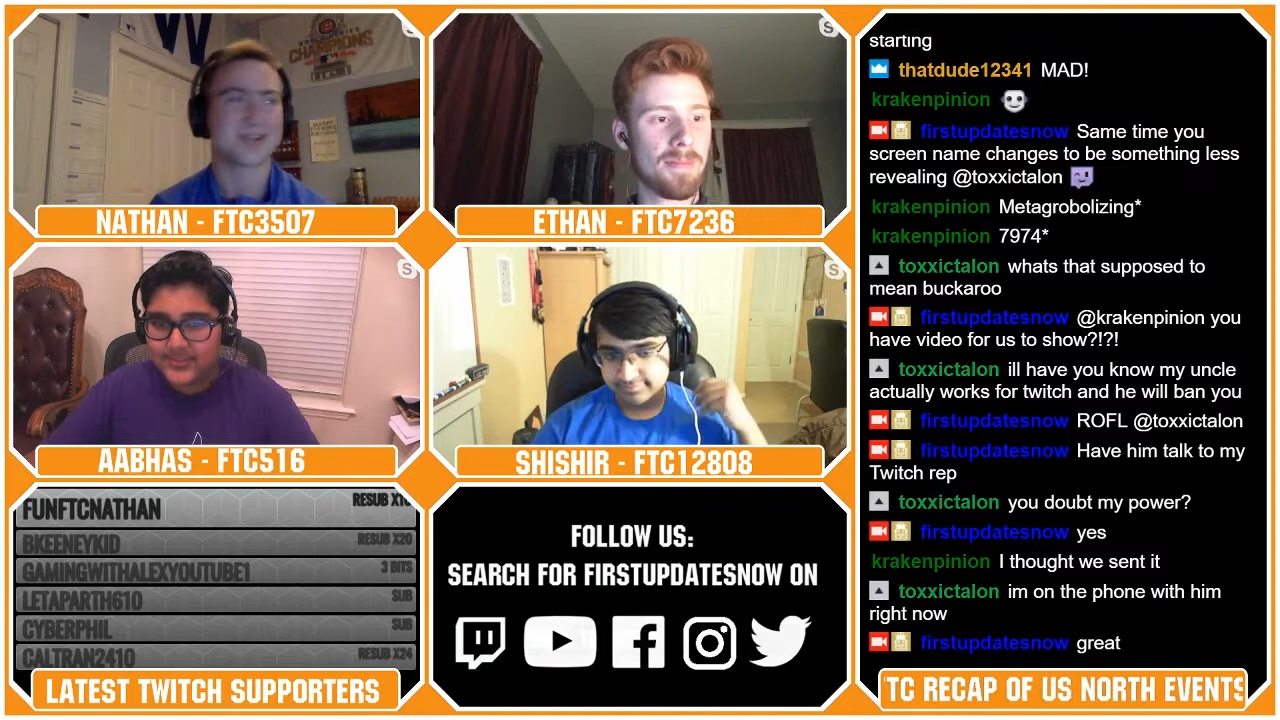 CHAMPIONS
NATHAN - FTC3507
ETHAN - FTC7236
AABHAS - FTC516
SHISHIR - FTC12808
FUNFTCNATHAN
RESUB
BKEENEYKID RESUB X20
GAMINGWITHALEXYOUTUBE1 3 BITS
LETAPARTH610 SUB
CYBERPHIL SUB
CALTRAN2410 RESUB X24
LATEST TWITCH SUPPORTERS
FOLLOW US:
SEARCH FOR FIRSTUPDATESNOW ON
starting
thatdude12341 MAD!
krakenpinion
firstupdatesnow Same time you
screen name changes to be something less
revealing @toxxictalon
krakenpinion Metagrobolizing*
krakenpinion 7974*
toxxictalon whats that supposed to
mean buckaroo
firstupdatesnow @krakenpinion you
have video for us to show?!?!
toxxictalon ill have you know my uncle
actually works for twitch and he will ban you
firstupdatesnow ROFL @toxxictalon
firstupdatesnow Have him talk to my
Twitch rep
toxxictalon you doubt my power?
firstupdatesnow yes
krakenpinion I thought we sent it
toxxictalon im on the phone with him
right now
firstupdatesnow great
TC RECAP OF US NORTH EVENTS